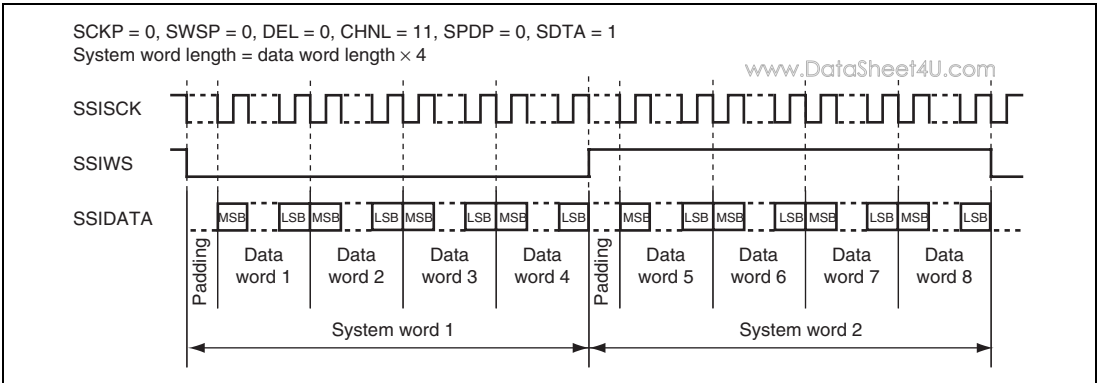 SCKP = 0, SWSP = 0, DEL = 0, CHNL = 11, SPDP = 0, SDTA = 1
System word length = data word length × 4
www.DataSheet4U.com
SSISCK
SSIWS
SSIDATA
MSB LSB MSB LSB MSB LSB MSB LSB MSB LSB MSB LSB MSB LSB MSB LSB
Padding Data word 1 Data word 2 Data word 3 Data word 4 Padding Data word 5 Data word 6 Data word 7 Data word 8
System word 1 System word 2